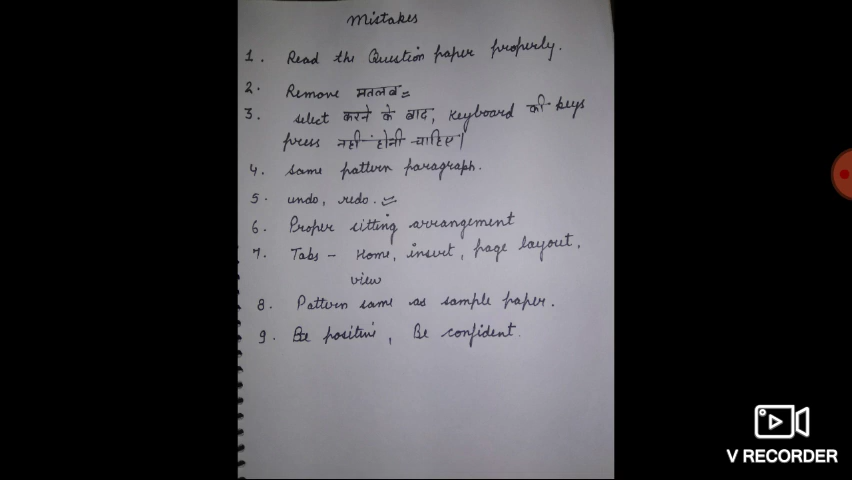 Mistakes
1. Read the Question paper properly.
2. Remove मतलब =
3. select करने के बाद, Keyboard की keys
press नहीं होनी चाहिए।
4. same pattern paragraph.
5. undo, redo. =
6. Proper sitting arrangement
7. Tabs - Home, insert, page layout,
view
8. Pattern same as sample paper.
9. Be positive, Be confident.
V RECORDER